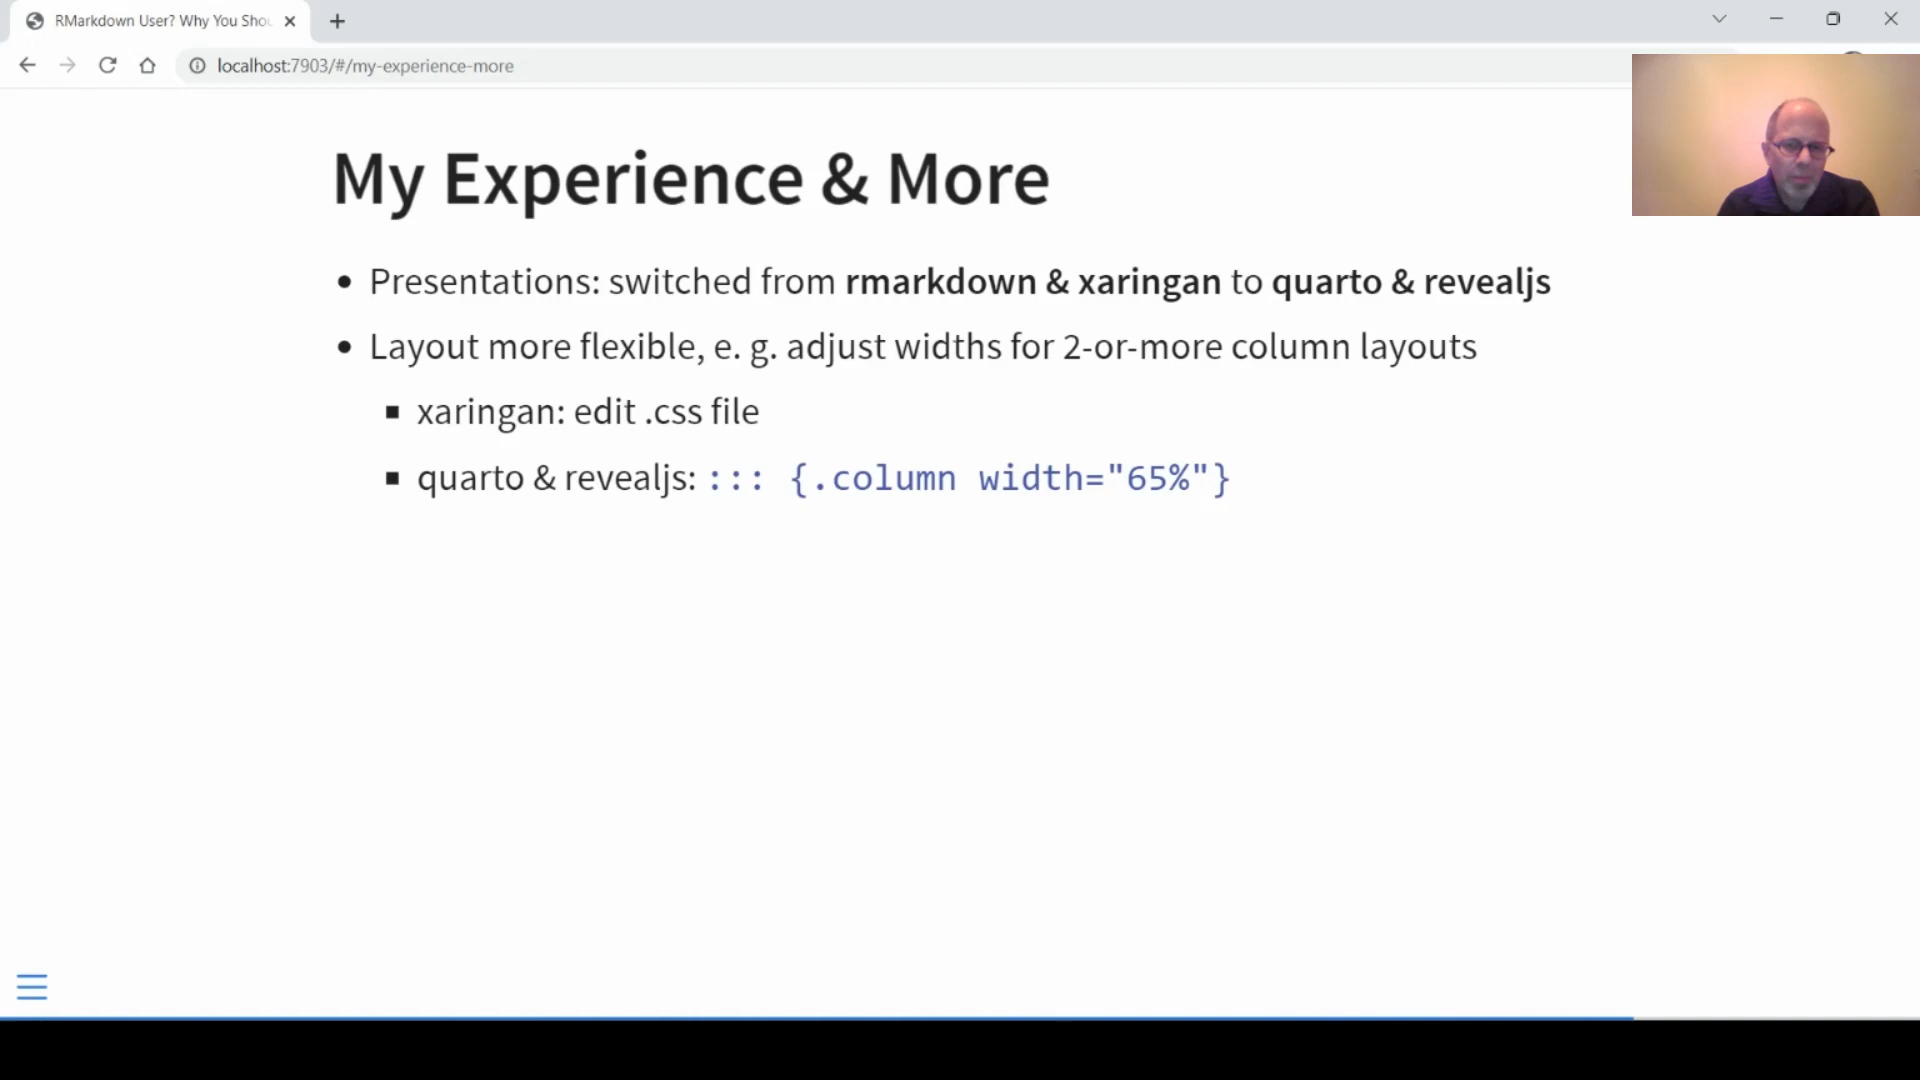 RMarkdown User? Why You Shou
localhost:7903/#/my-experience-more
My Experience & More
• Presentations: switched from rmarkdown & xaringan to quarto & revealjs
• Layout more flexible, e. g. adjust widths for 2-or-more column layouts
▪ xaringan: edit .css file
▪ quarto & revealjs: ::: {.column width="65%"}